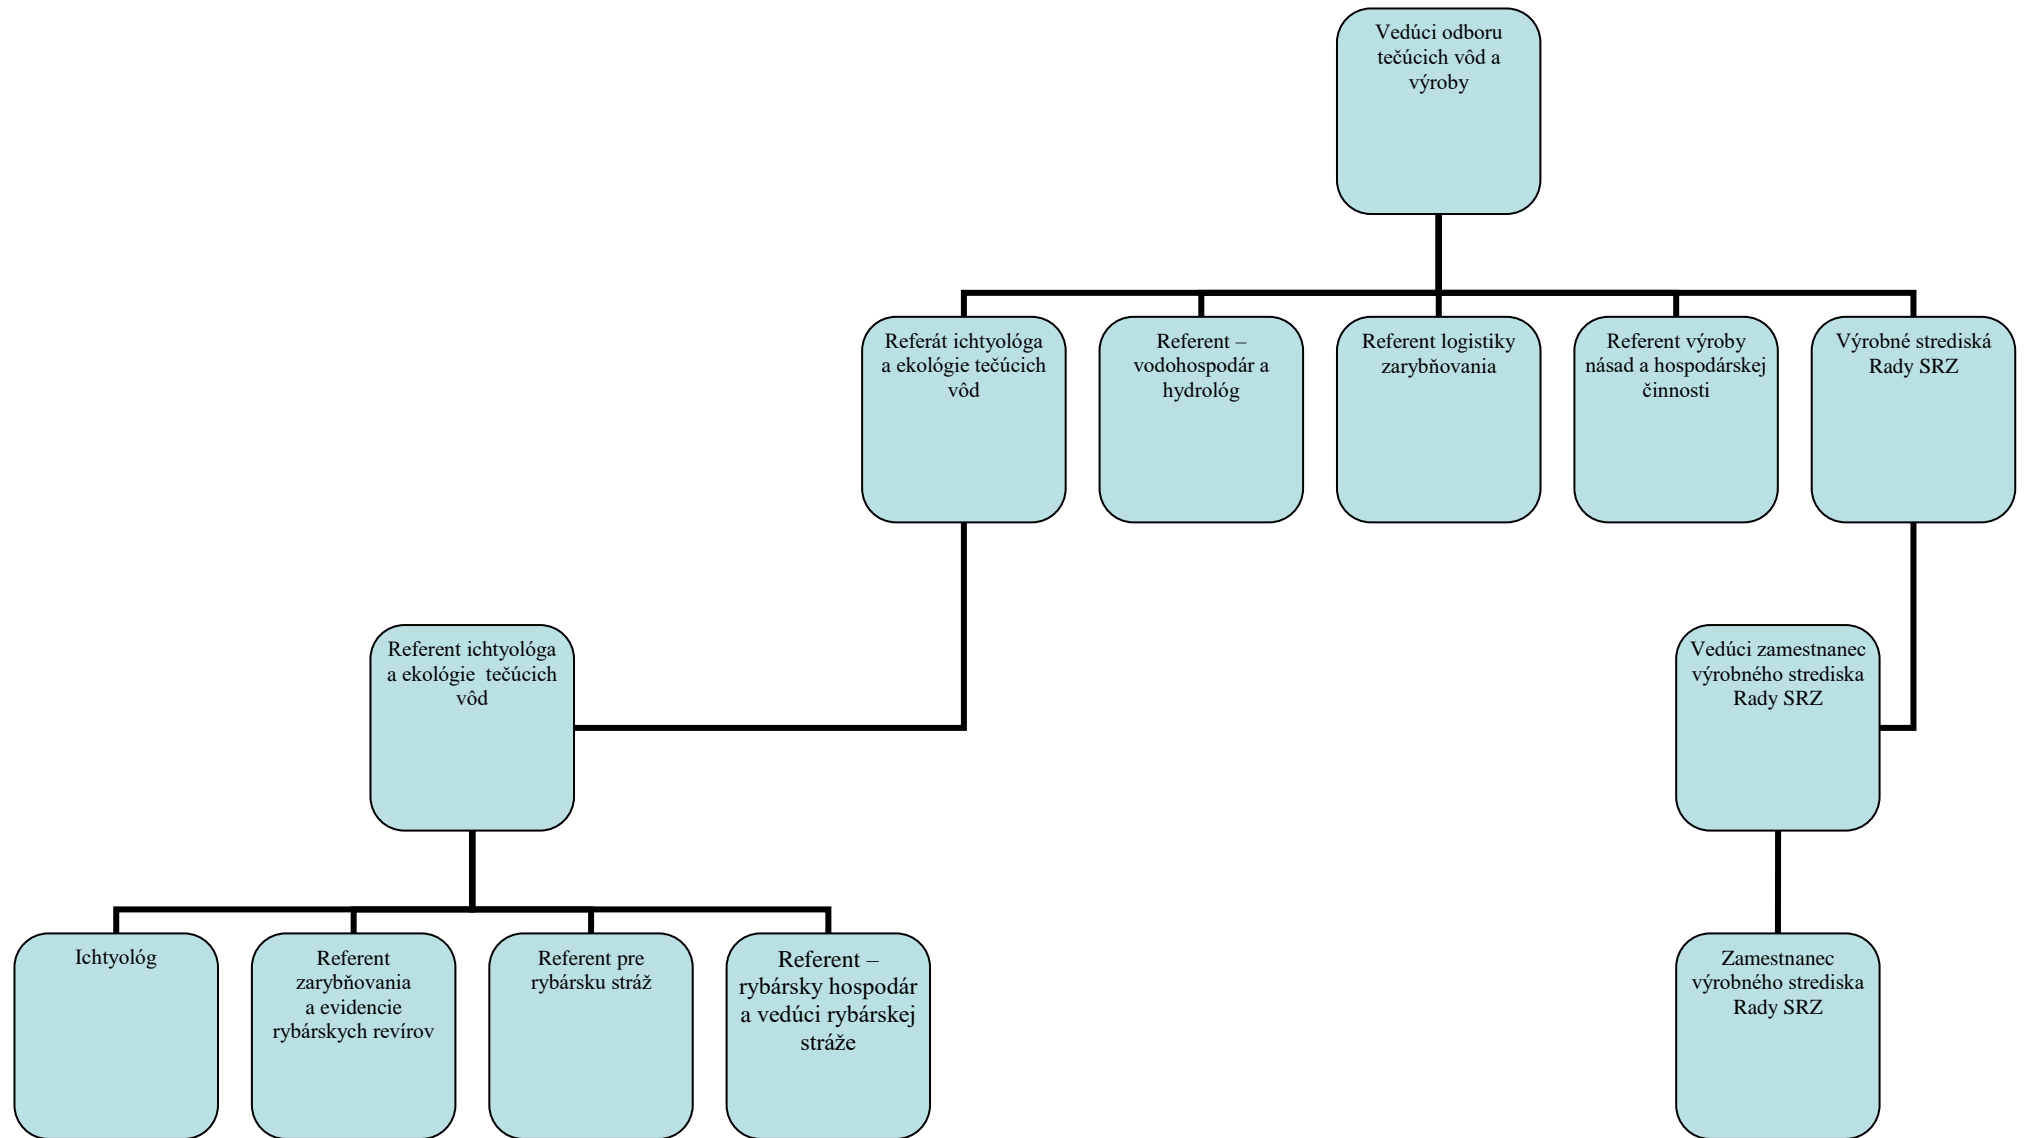 Vedúci odboru
tečúcich vôd a
výroby
Referát ichtyológa
a ekológie tečúcich
vôd
Referent –
vodohospodár a
hydrológ
Referent logistiky
zarybňovania
Referent výroby
násad a hospodárskej
činnosti
Výrobné strediská
Rady SRZ
Referent ichtyológa
a ekológie  tečúcich
vôd
Vedúci zamestnanec
výrobného strediska
Rady SRZ
Ichtyológ
Referent
zarybňovania
a evidencie
rybárskych revírov
Referent pre
rybársku stráž
Referent –
rybársky hospodár
a vedúci rybárskej
stráže
Zamestnanec
výrobného strediska
Rady SRZ